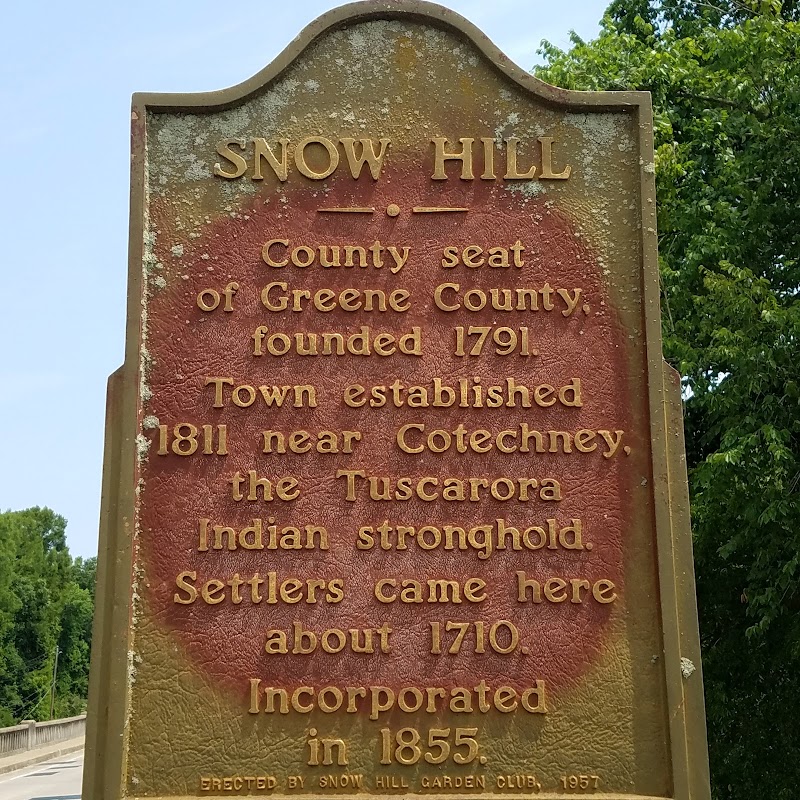 SNOW HILL
County seat
of Greene County,
founded 1791.
Town established
1811 near Cotechney,
the Tuscarora
Indian stronghold.
Settlers came here
about 1710.
Incorporated
in 1855.
ERECTED BY SNOW HILL GARDEN CLUB, 1957